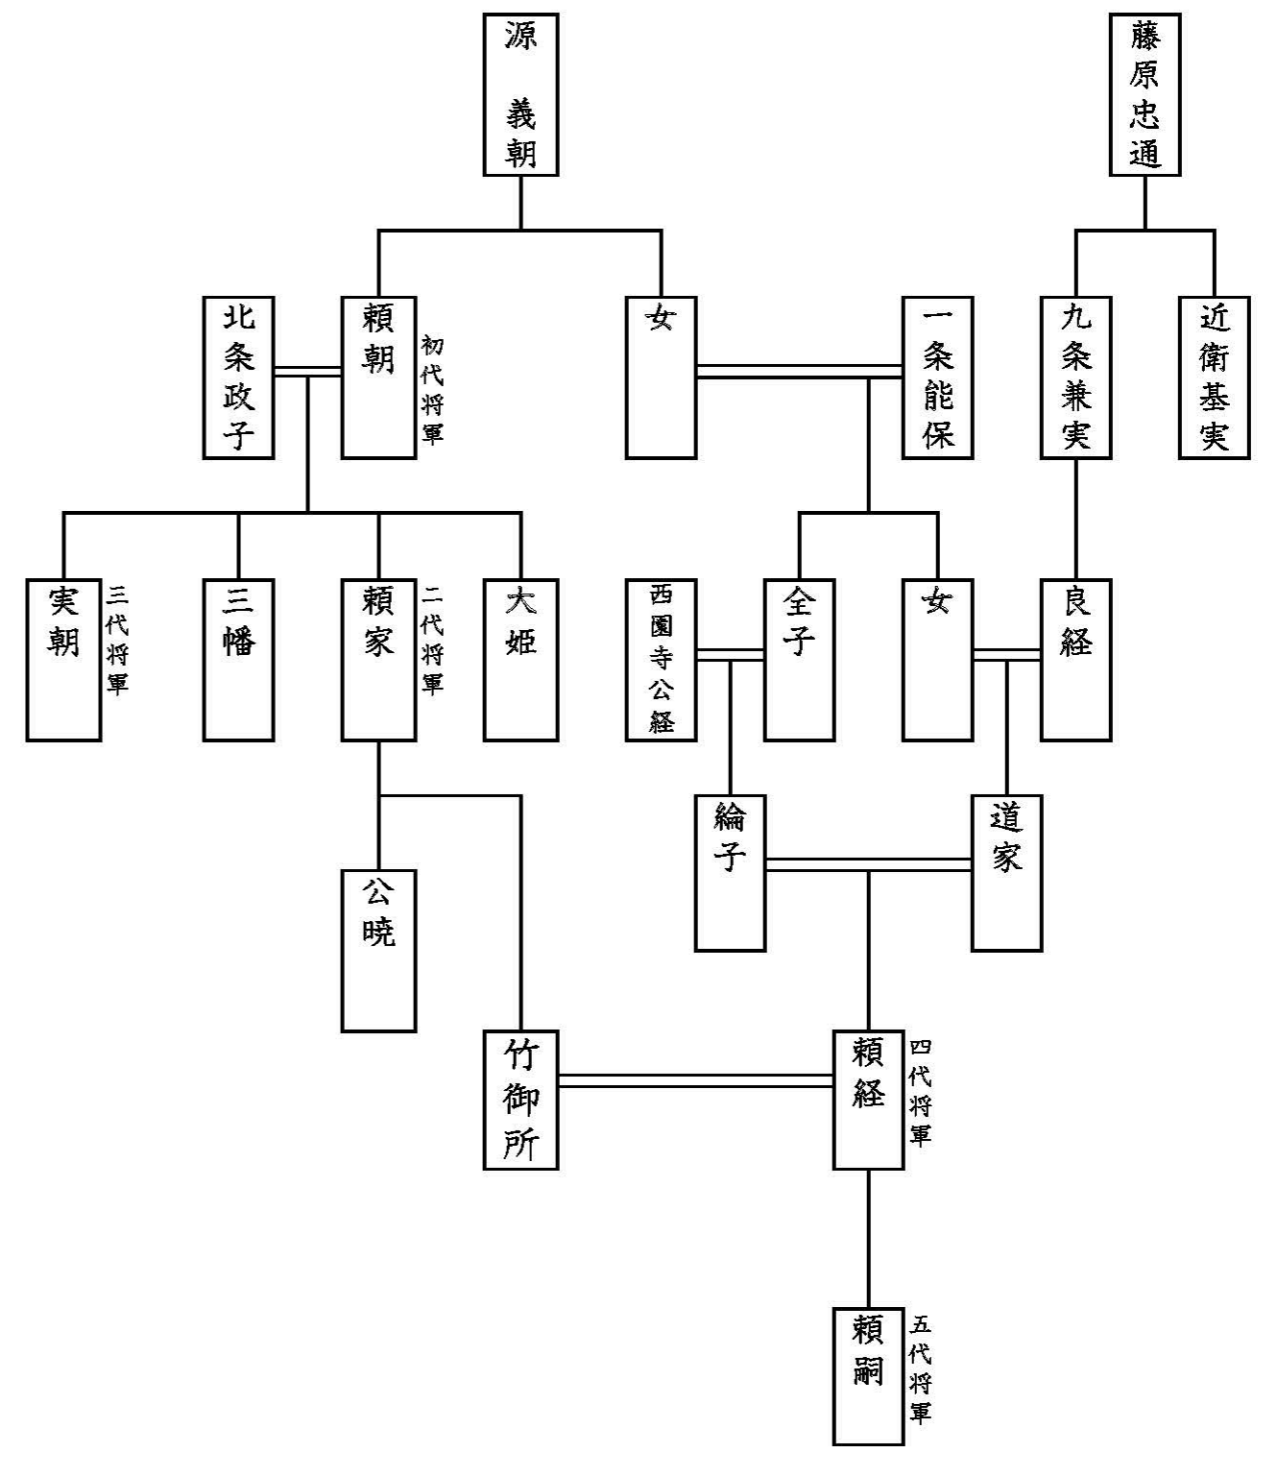 源 義朝
藤原忠通
北条政子
頼朝
初代将軍
女
一条能保
九条兼実
近衛基実
実朝
三代将軍
三幡
頼家
二代将軍
大姫
西園寺公経
全子
女
良経
綸子
道家
公暁
竹御所
頼経
四代将軍
頼嗣
五代将軍